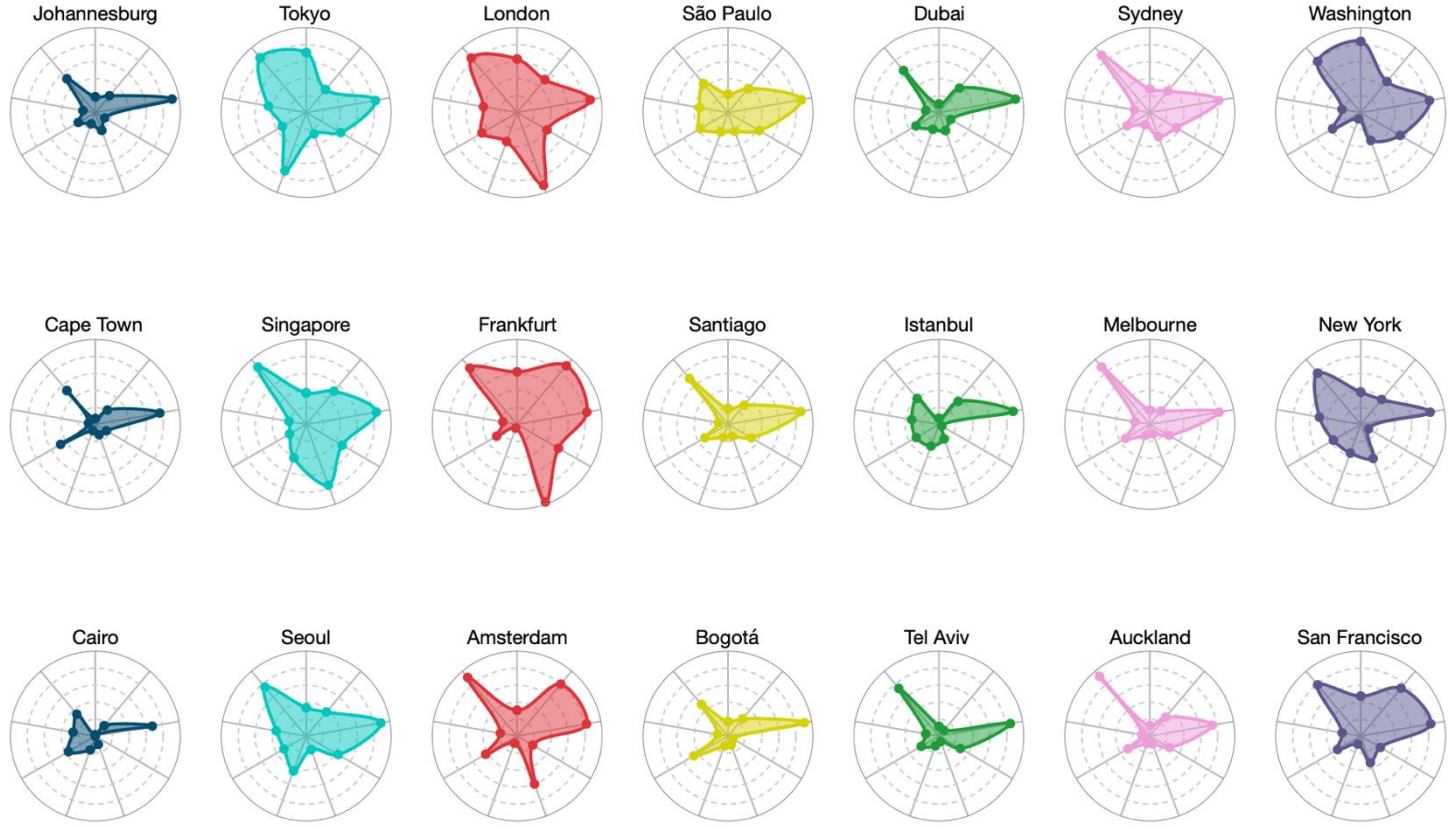 Johannesburg
Tokyo
London
São Paulo
Dubai
Sydney
Washington
Cape Town
Singapore
Frankfurt
Santiago
Istanbul
Melbourne
New York
Cairo
Seoul
Amsterdam
Bogotá
Tel Aviv
Auckland
San Francisco